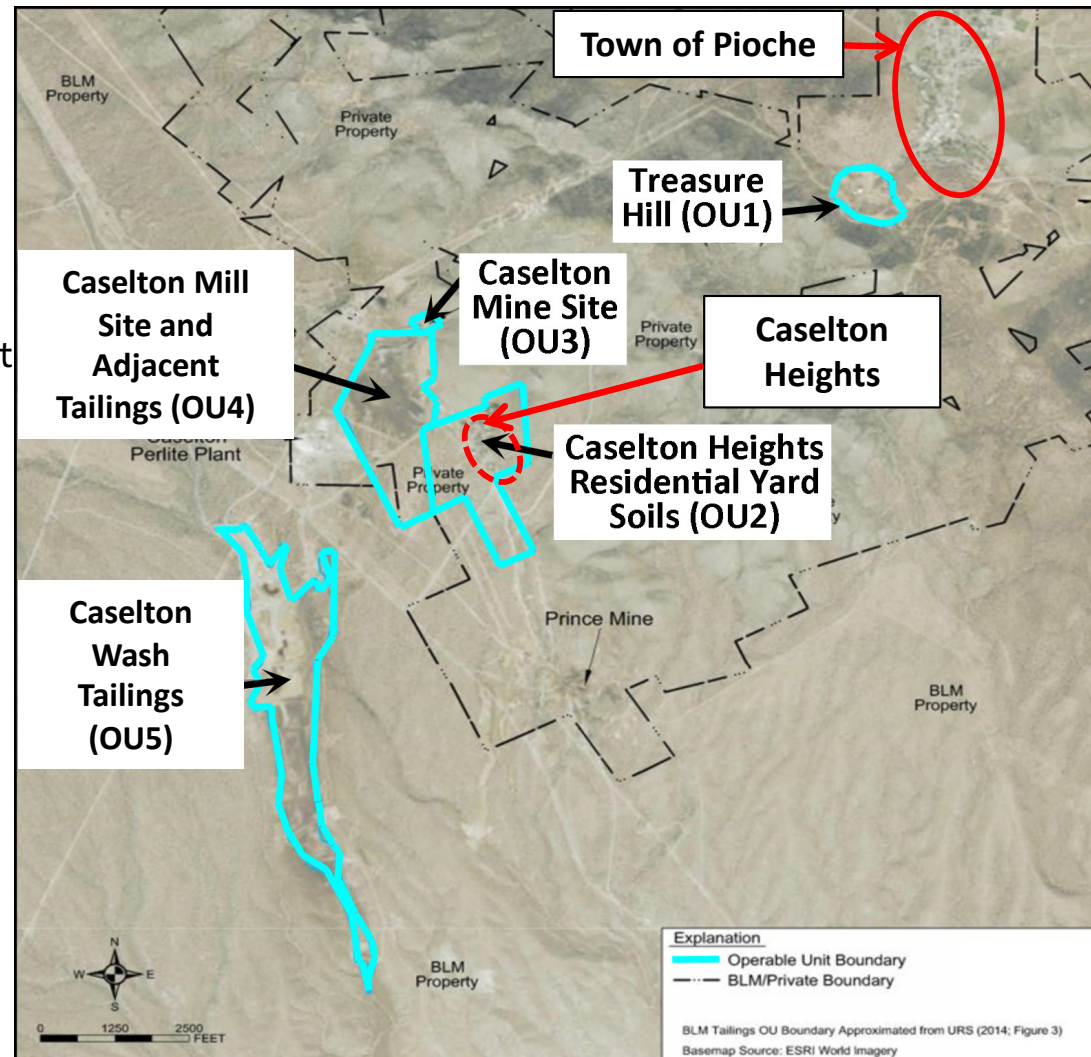 Town of Pioche
BLM
Property
Private
Property
Treasure
Hill (OU1)
Caselton Mill
Site and
Adjacent
Tailings (OU4)
Caselton
Mine Site
(OU3)
Private
Property
Caselton
Heights
t
Caselton
Perlite Plant
Private
Property
Caselton Heights
Residential Yard
Soils (OU2)
Caselton
Wash
Tailings
(OU5)
Prince Mine
BLM
Property
BLM
Property
N
W E
S
0 1250 2500
FEET
Explanation
Operable Unit Boundary
BLM/Private Boundary
BLM Tailings OU Boundary Approximated from URS (2014; Figure 3)
Basemap Source: ESRI World Imagery